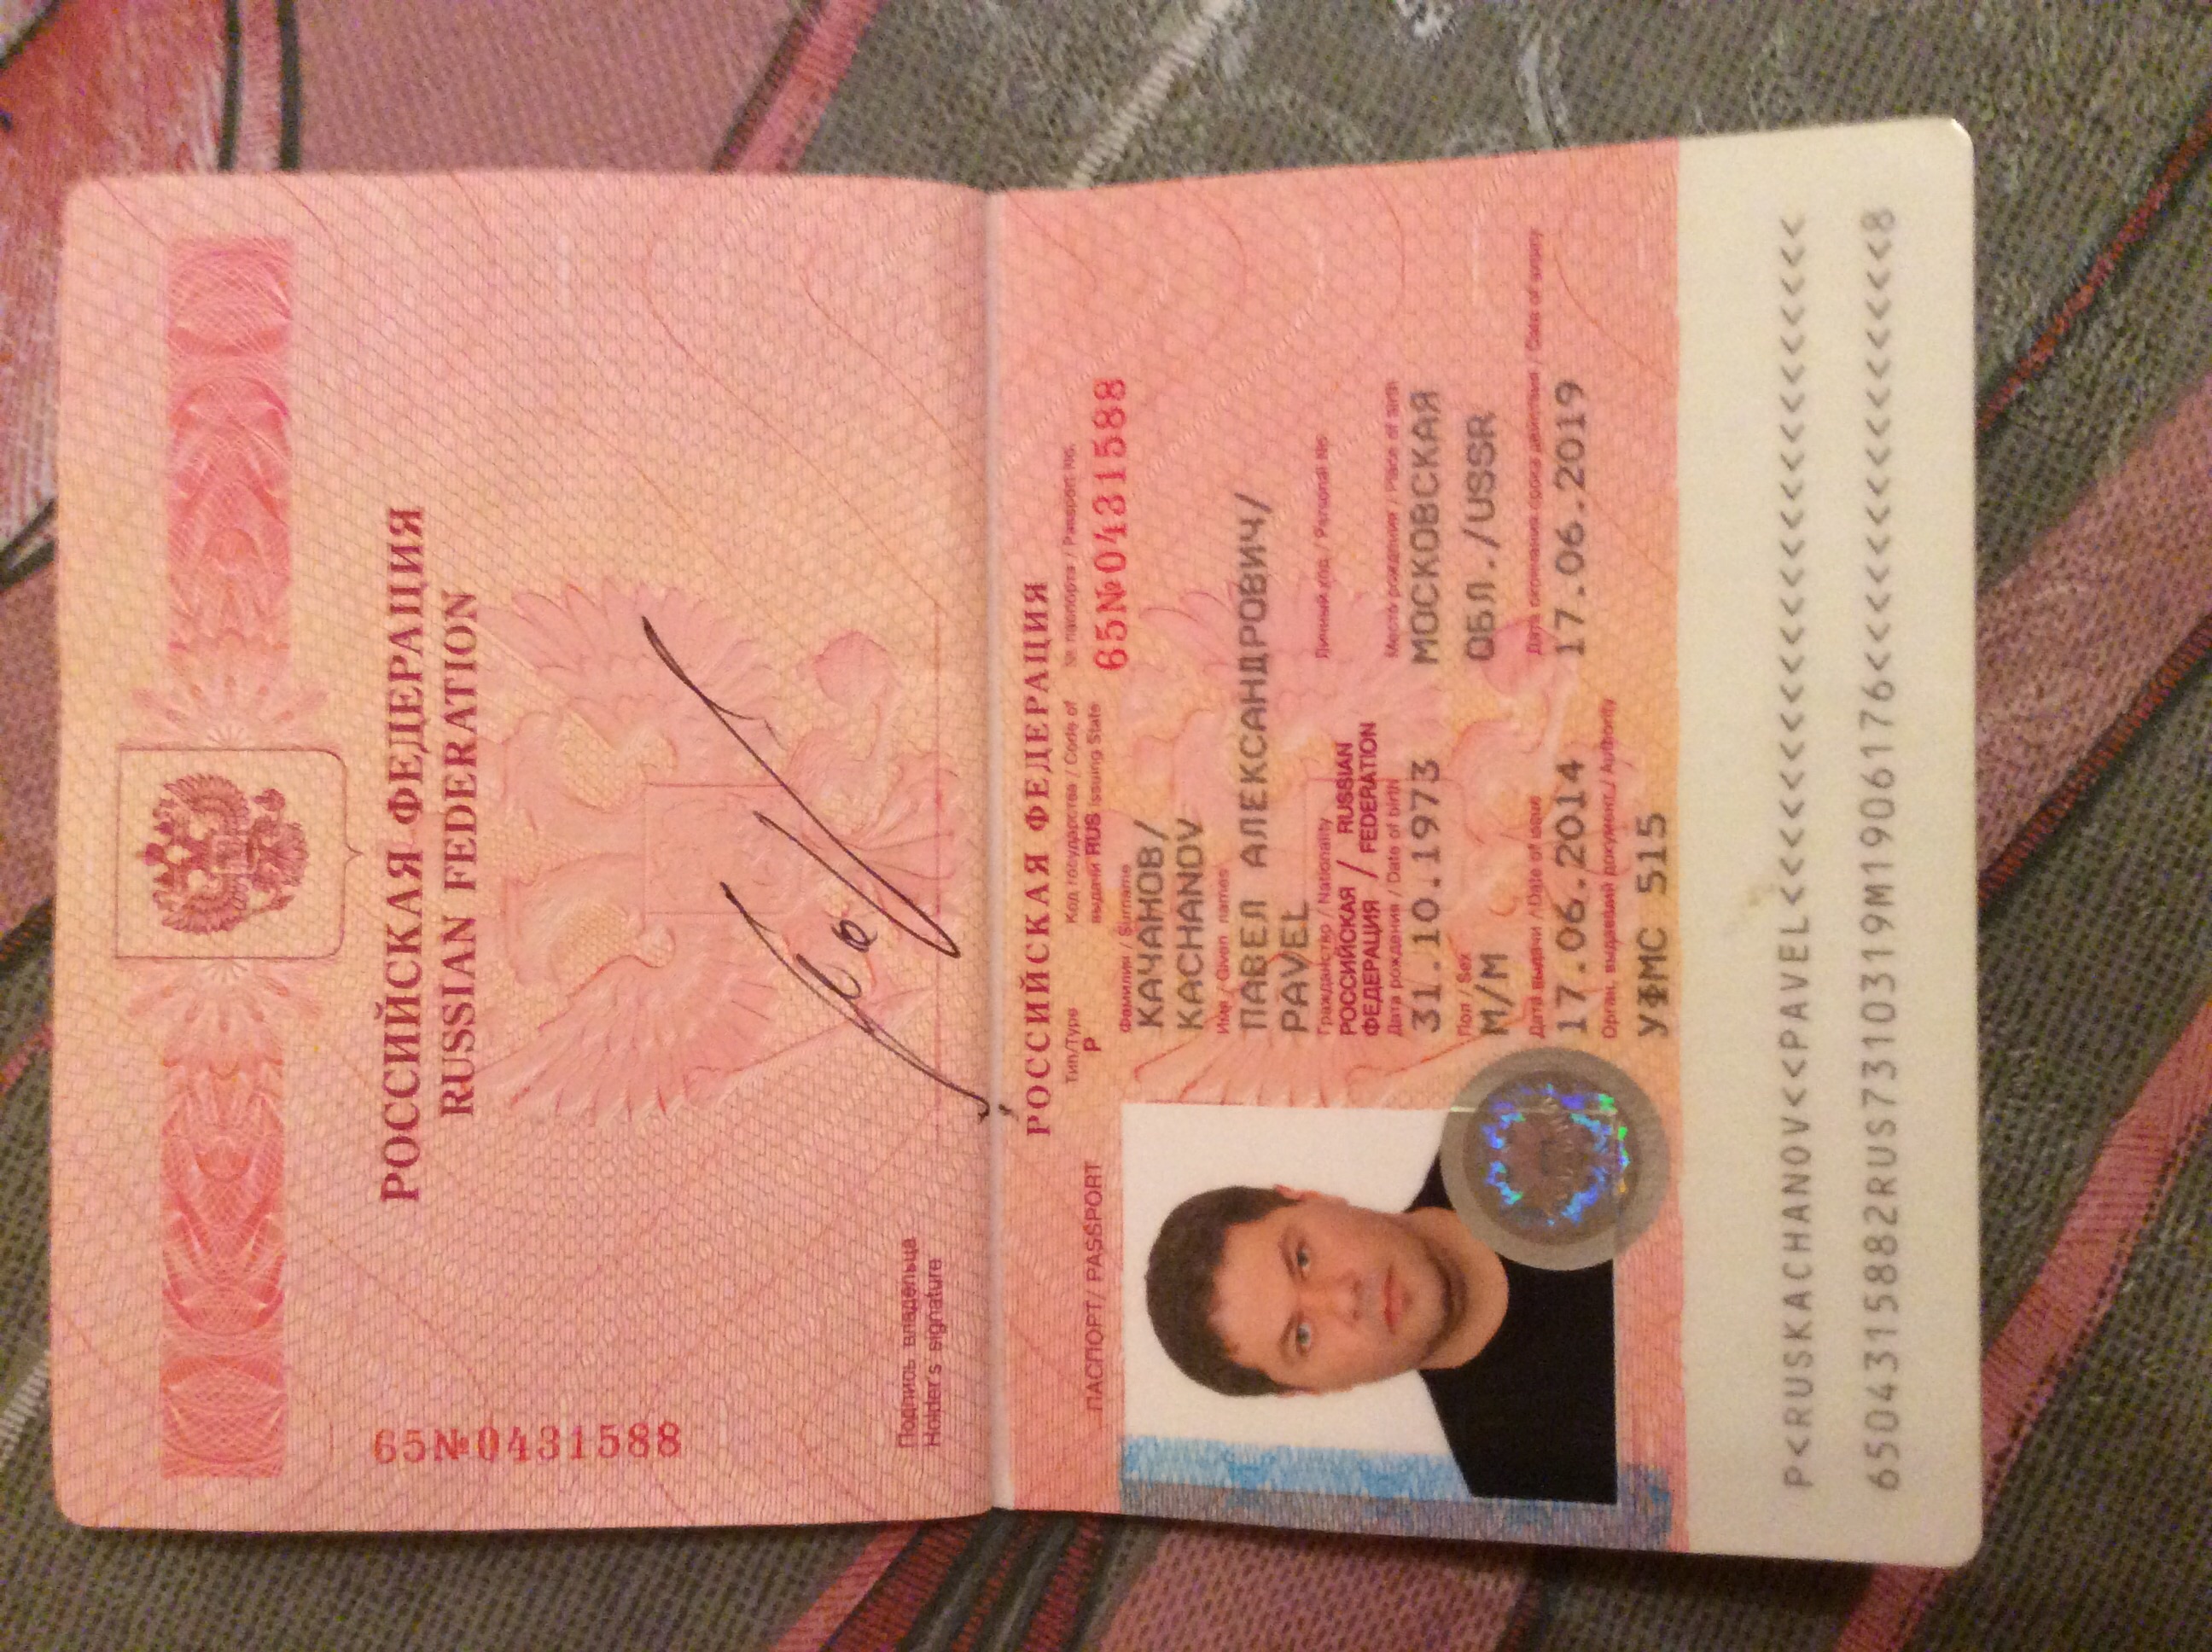 РОССИЙСКАЯ ФЕДЕРАЦИЯ
RUSSIAN FEDERATION
65№0431588
Подпись владельца
Holder's signature
РОССИЙСКАЯ ФЕДЕРАЦИЯ
ПАСПОРТ/ PASSPORT
Тип/Type
P
Код государства / Code of
выдачи RUS Issuing State
№ паспорта / Passport No.
65№0431588
Фамилия / Surname
КАЧАНОВ/
KACHANOV
Имя / Given names
ПАВЕЛ АЛЕКСАНДРОВИЧ/
PAVEL
Гражданство / Nationality
РОССИЙСКАЯ / RUSSIAN
ФЕДЕРАЦИЯ / FEDERATION
Личный код / Personal No
Дата рождения / Date of birth
31.10.1973
Место рождения / Place of birth
МОСКОВСКАЯ
ОБЛ./USSR
Пол / Sex
М/M
Дата выдачи / Date of issue
17.06.2014
Дата окончания срока действия / Date of expiry
17.06.2019
Орган, выдавший документ / Authority
УФМС 515
P<RUSKACHANOV<<PAVEL<<<<<<<<<<<<<<<<<<<<<<<<
6504315882RUS7310319M1906176<<<<<<<<<<<<<<<8